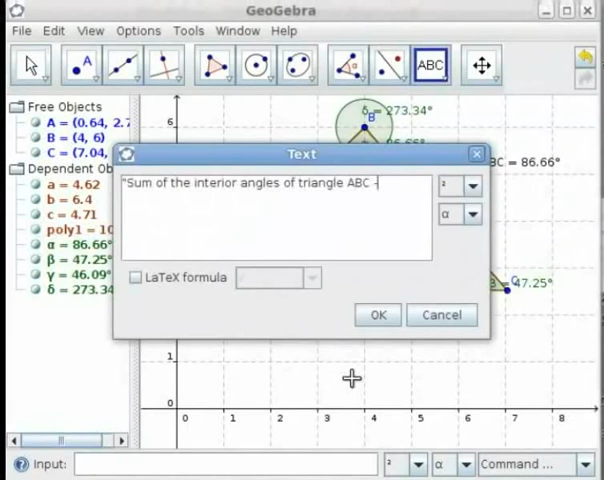 GeoGebra
File Edit View Options Tools Window Help
A
ABC
Free Objects
A = (0.64, 2.7
B = (4, 6)
C = (7.04,
Dependent Ob
a = 4.62
b = 6.4
c = 4.71
poly1 = 10
α = 86.66°
β = 47.25°
γ = 46.09°
δ = 273.34
6
δ = 273.34°
B
86.66°
BC = 86.66°
Text
"Sum of the interior angles of triangle ABC -
²
α
LaTeX formula
OK Cancel
C
47.25°
1
0
0 1 2 3 4 5 6 7 8
Input: ² α Command ...